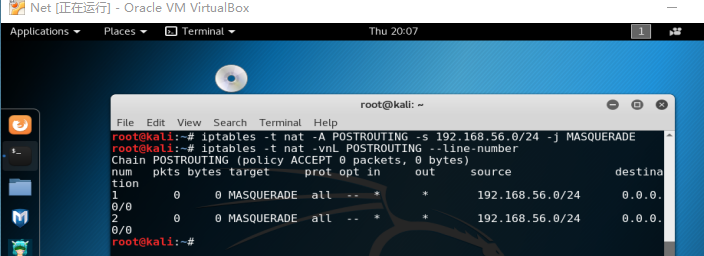 Net [正在运行] - Oracle VM VirtualBox
Applications Places Terminal Thu 20:07 1
root@kali: ~
File Edit View Search Terminal Help
root@kali:~# iptables -t nat -A POSTROUTING -s 192.168.56.0/24 -j MASQUERADE
root@kali:~# iptables -t nat -vnL POSTROUTING --line-number
Chain POSTROUTING (policy ACCEPT 0 packets, 0 bytes)
num pkts bytes target prot opt in out source destina
tion
1 0 0 MASQUERADE all -- * * 192.168.56.0/24 0.0.0.
0/0
2 0 0 MASQUERADE all -- * * 192.168.56.0/24 0.0.0.
0/0
root@kali:~#